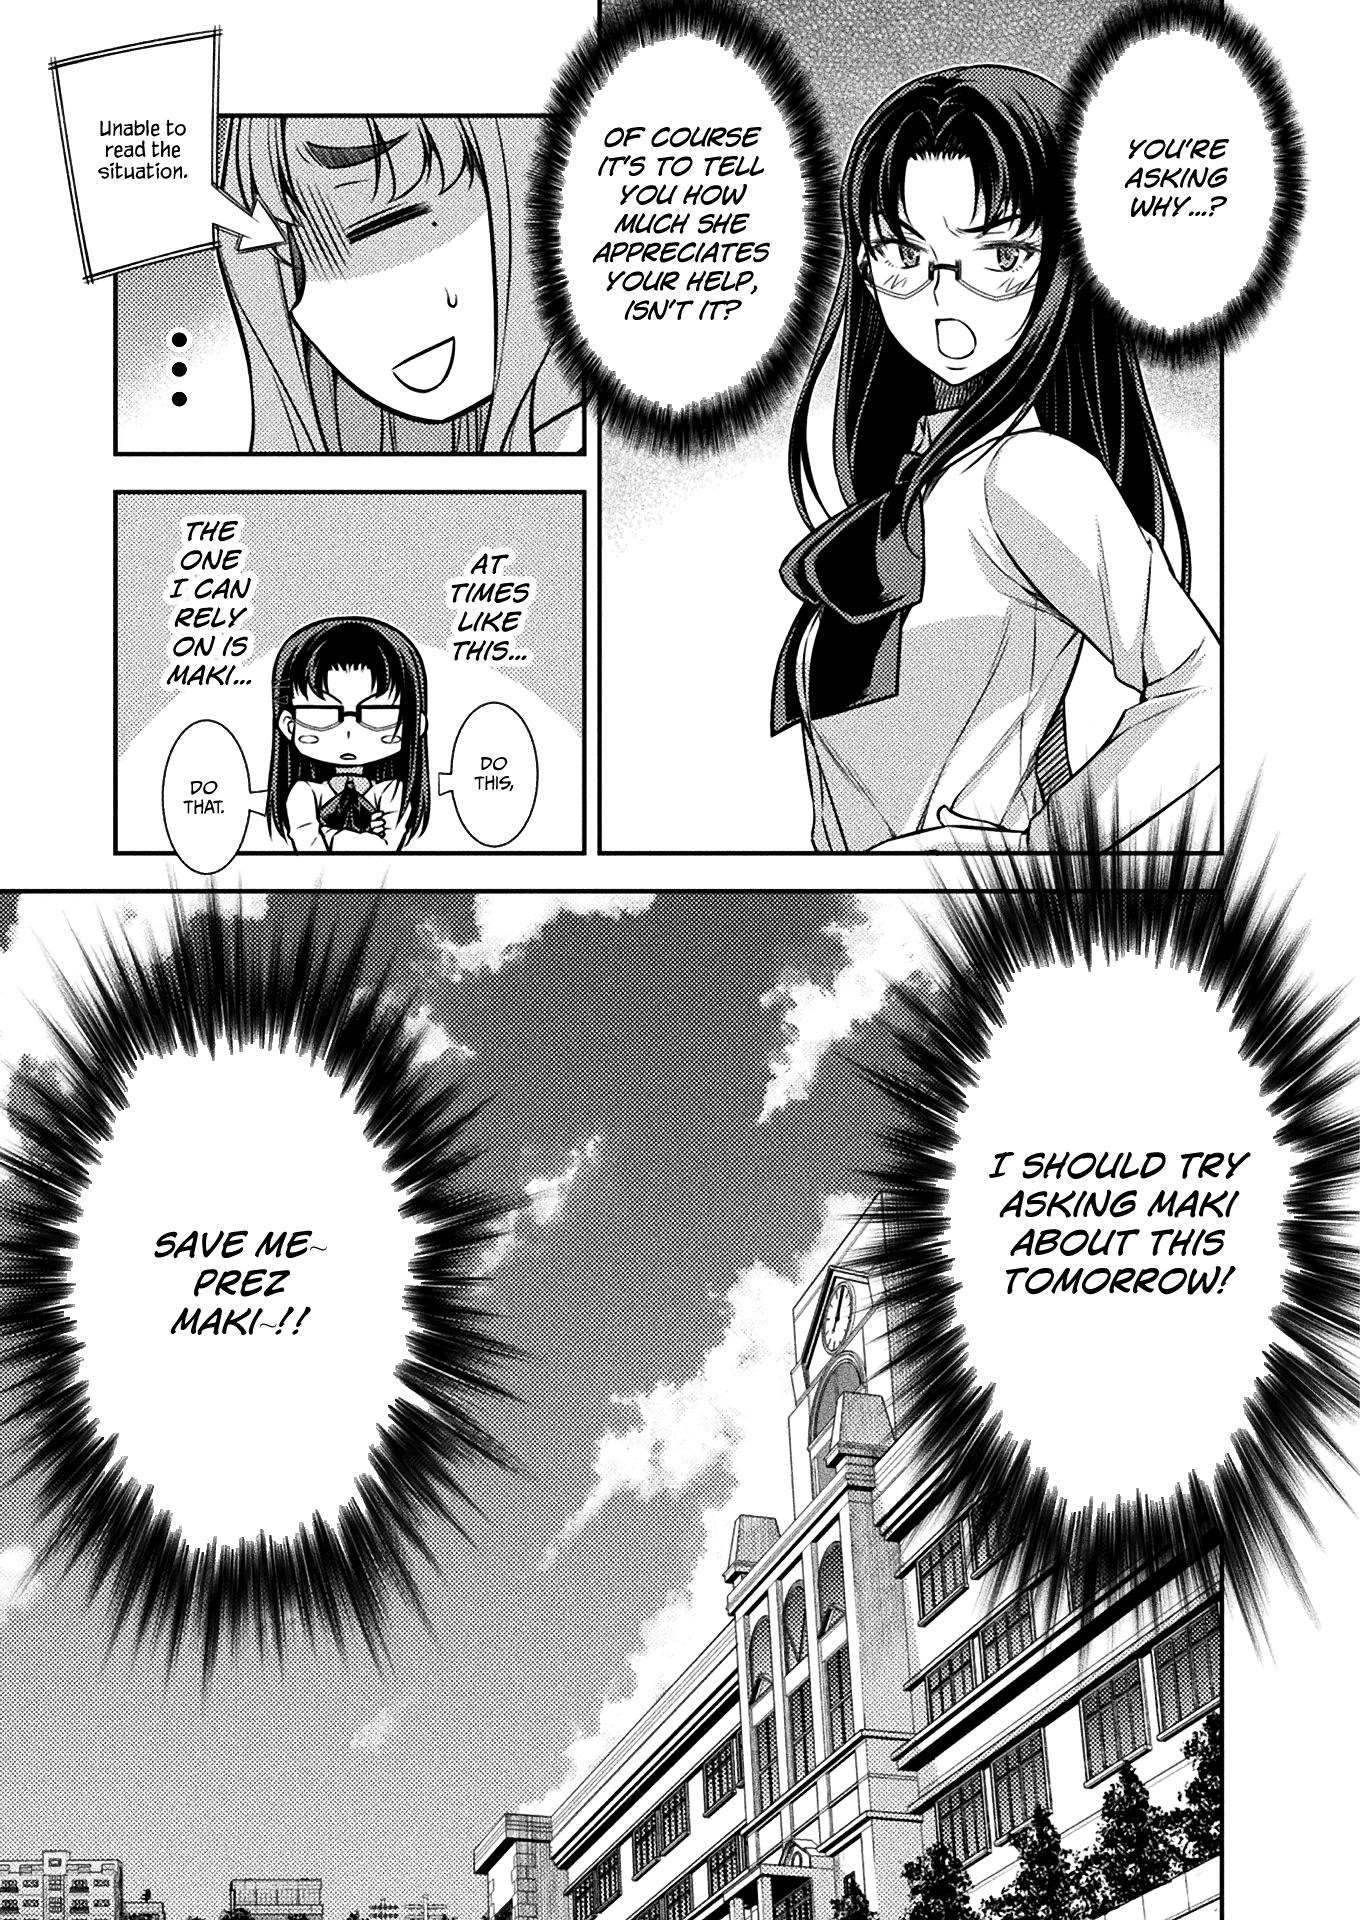 YOU'RE
ASKING
WHY...?
OF COURSE
IT'S TO TELL
YOU HOW
MUCH SHE
APPRECIATES
YOUR HELP,
ISN'T IT?
Unable to
read the
situation.
...
AT
TIMES
LIKE
THIS...
THE
ONE
I CAN
RELY
ON IS
MAKI...
DO
THIS,
DO
THAT.
I SHOULD TRY
ASKING MAKI
ABOUT THIS
TOMORROW!
SAVE ME~
PREZ
MAKI~!!